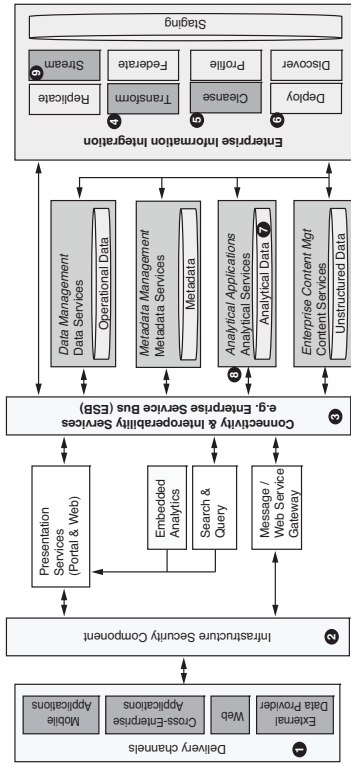 Delivery channels
Mobile
Applications
Cross-Enterprise
Applications
Web
External
Data Provider
1
Infrastructure Security Component
2
Presentation
Services
(Portal & Web)
Embedded
Analytics
Search &
Query
Message /
Web Service
Gateway
Connectivity & Interoperability Services
e.g. Enterprise Service Bus (ESB)
3
Data Management
Data Services
Operational Data
Metadata Management
Metadata Services
Metadata
8
Analytical Applications
Analytical Services
Analytical Data
7
Enterprise Content Mgt
Content Services
Unstructured Data
Enterprise Information Integration
Replicate
9
Stream
4
Transform
Federate
5
Cleanse
Profile
6
Deploy
Discover
Staging